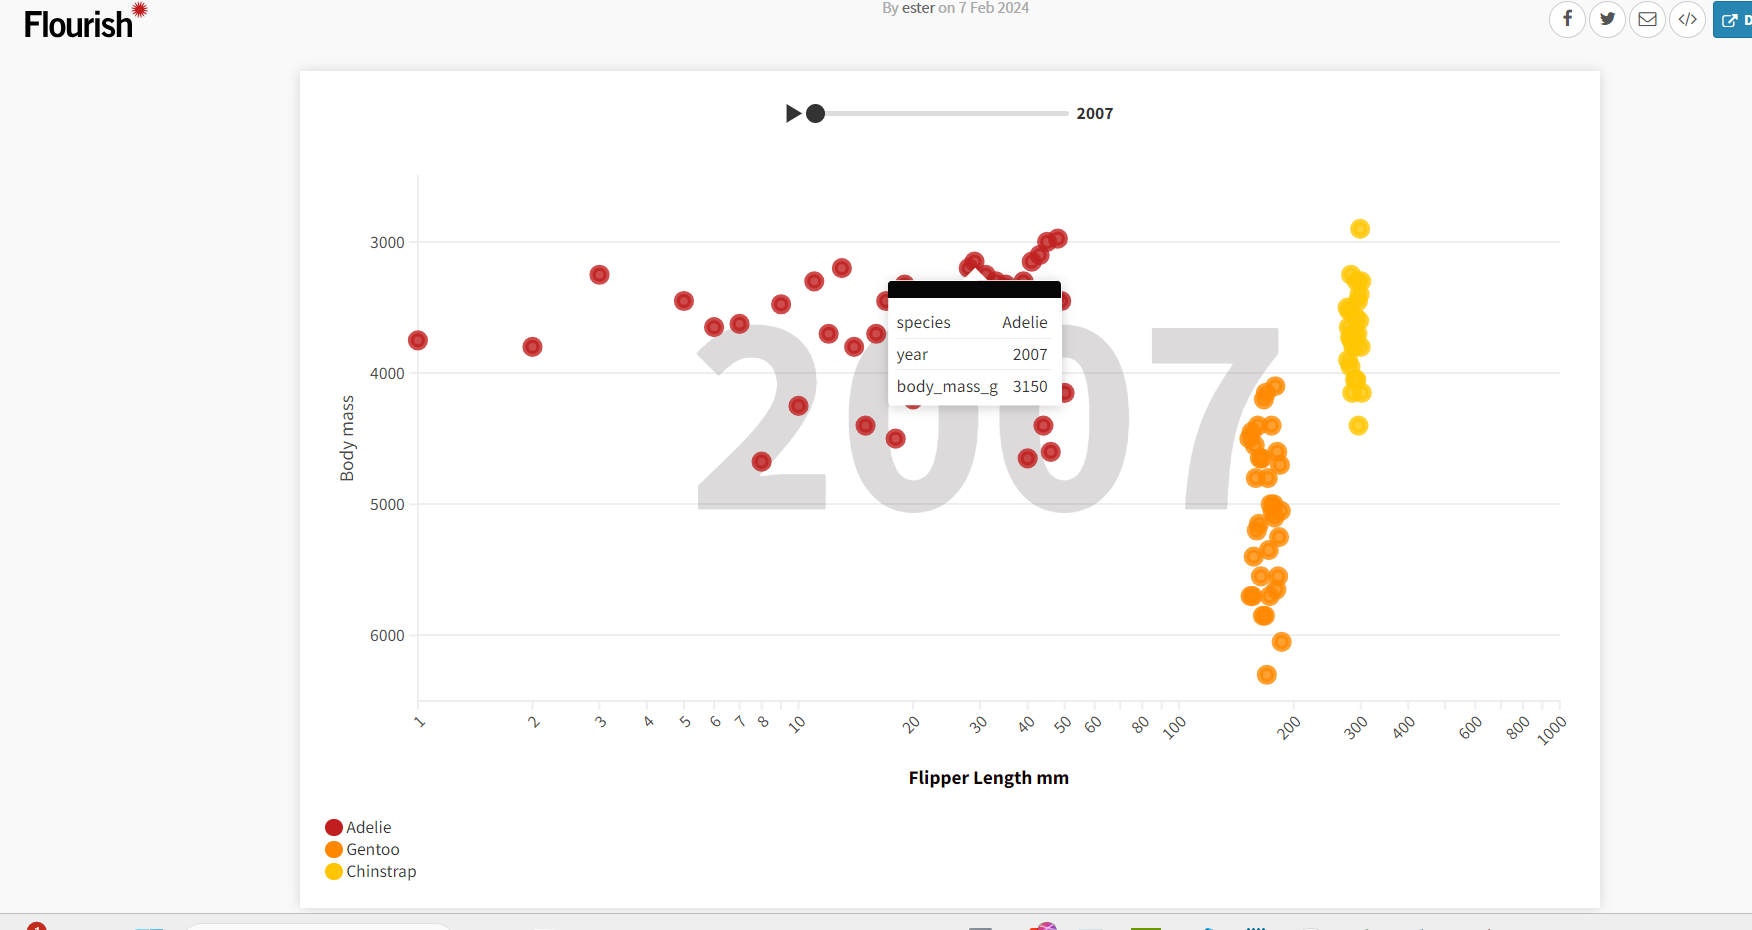 Flourish
By ester on 7 Feb 2024
</>
D
2007
2007
3000
4000
5000
6000
Body mass
species Adelie
year 2007
body_mass_g 3150
1 2 3 4 5 6 7 8 10 20 30 40 50 60 80 100 200 300 400 600 800 1000
Flipper Length mm
Adelie
Gentoo
Chinstrap